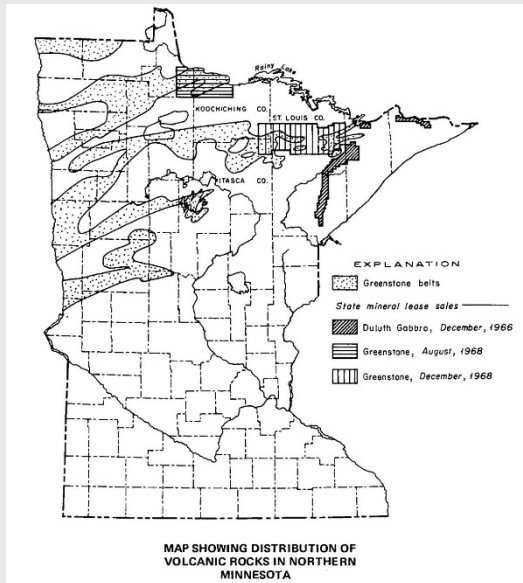 Rainy Lake
KOOCHICHING CO.
ST. LOUIS CO.
ITASCA CO.
EXPLANATION
Greenstone belts
State mineral lease sales
Duluth Gabbro, December, 1966
Greenstone, August, 1968
Greenstone, December, 1968
MAP SHOWING DISTRIBUTION OF
VOLCANIC ROCKS IN NORTHERN
MINNESOTA